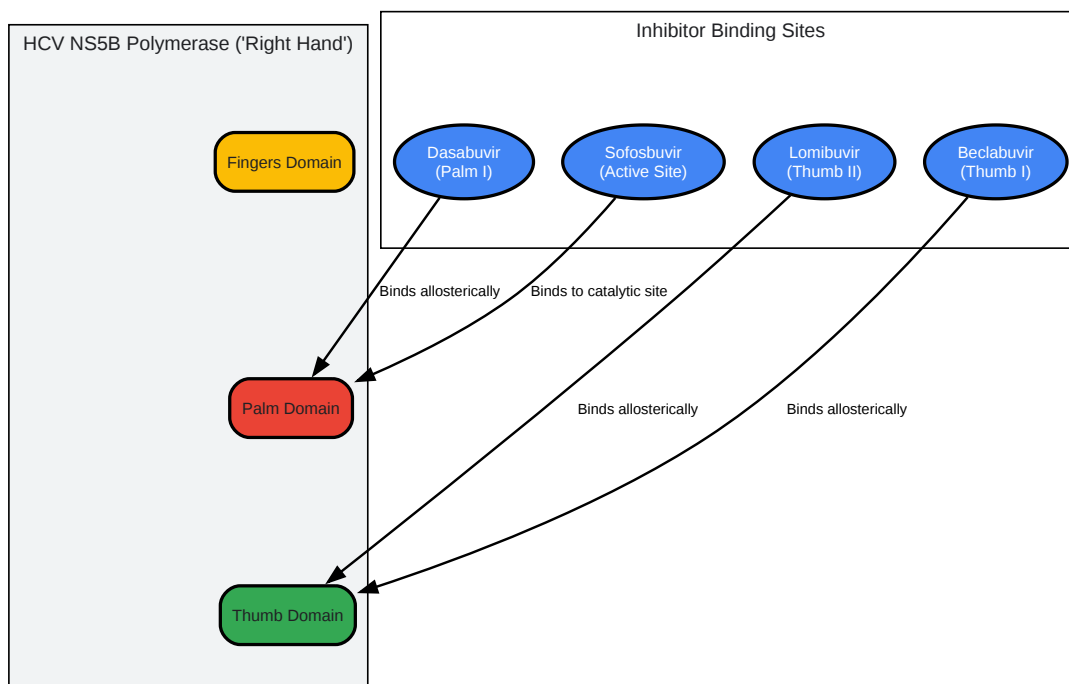 HCV NS5B Polymerase ('Right Hand')
Inhibitor Binding Sites
Fingers Domain
Dasabuvir
(Palm I)
Sofosbuvir
(Active Site)
Lomibuvir
(Thumb II)
Beclabuvir
(Thumb I)
Binds allosterically
Binds to catalytic site
Palm Domain
Binds allosterically
Binds allosterically
Thumb Domain